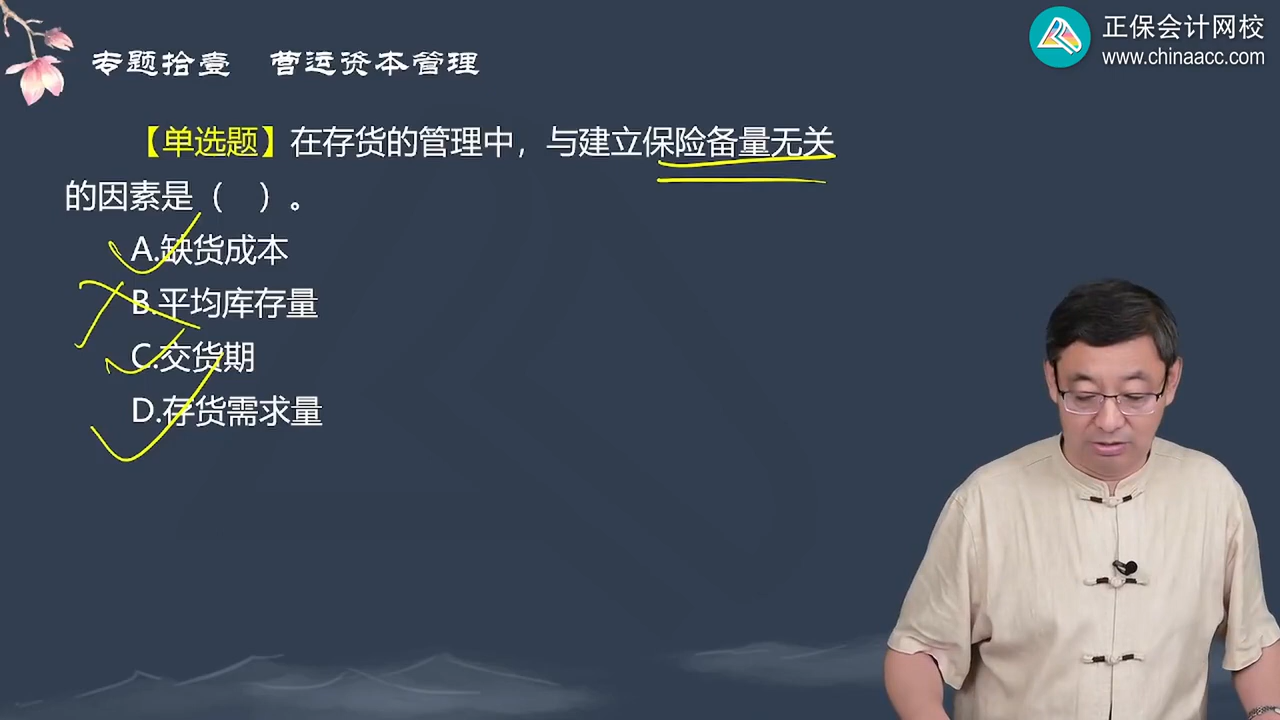 正保会计网校
www.chinaacc.com
专题拾壹 营运资本管理
【单选题】在存货的管理中，与建立保险备量无关
的因素是（ ）。
A.缺货成本
B.平均库存量
C.交货期
D.存货需求量